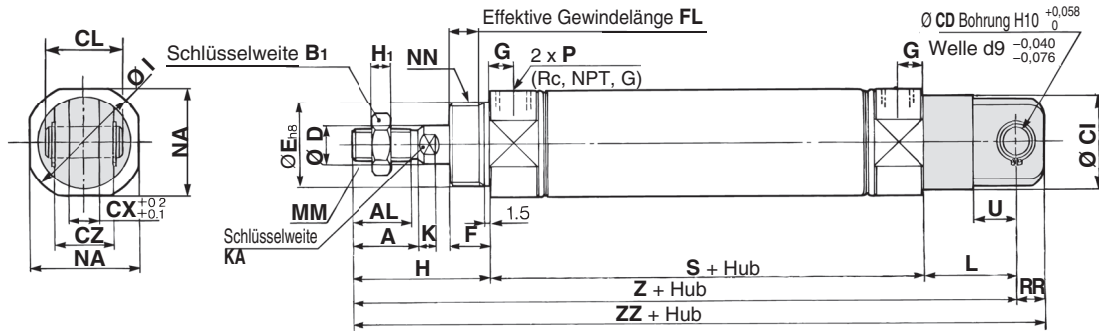 Effektive Gewindelänge FL
Ø CD Bohrung H10 +0,058 0
Welle d9 −0,040 −0,076
CL
Ø I
Schlüsselweite B1
H1
NN
G
2 x P
(Rc, NPT, G)
G
NA
ØEh8
Ø D
Ø CI
CX +0 2 +0.1
CZ
NA
MM
Schlüsselweite
KA
AL
A
K
F
1.5
U
H
S + Hub
L
Z + Hub
RR
ZZ + Hub